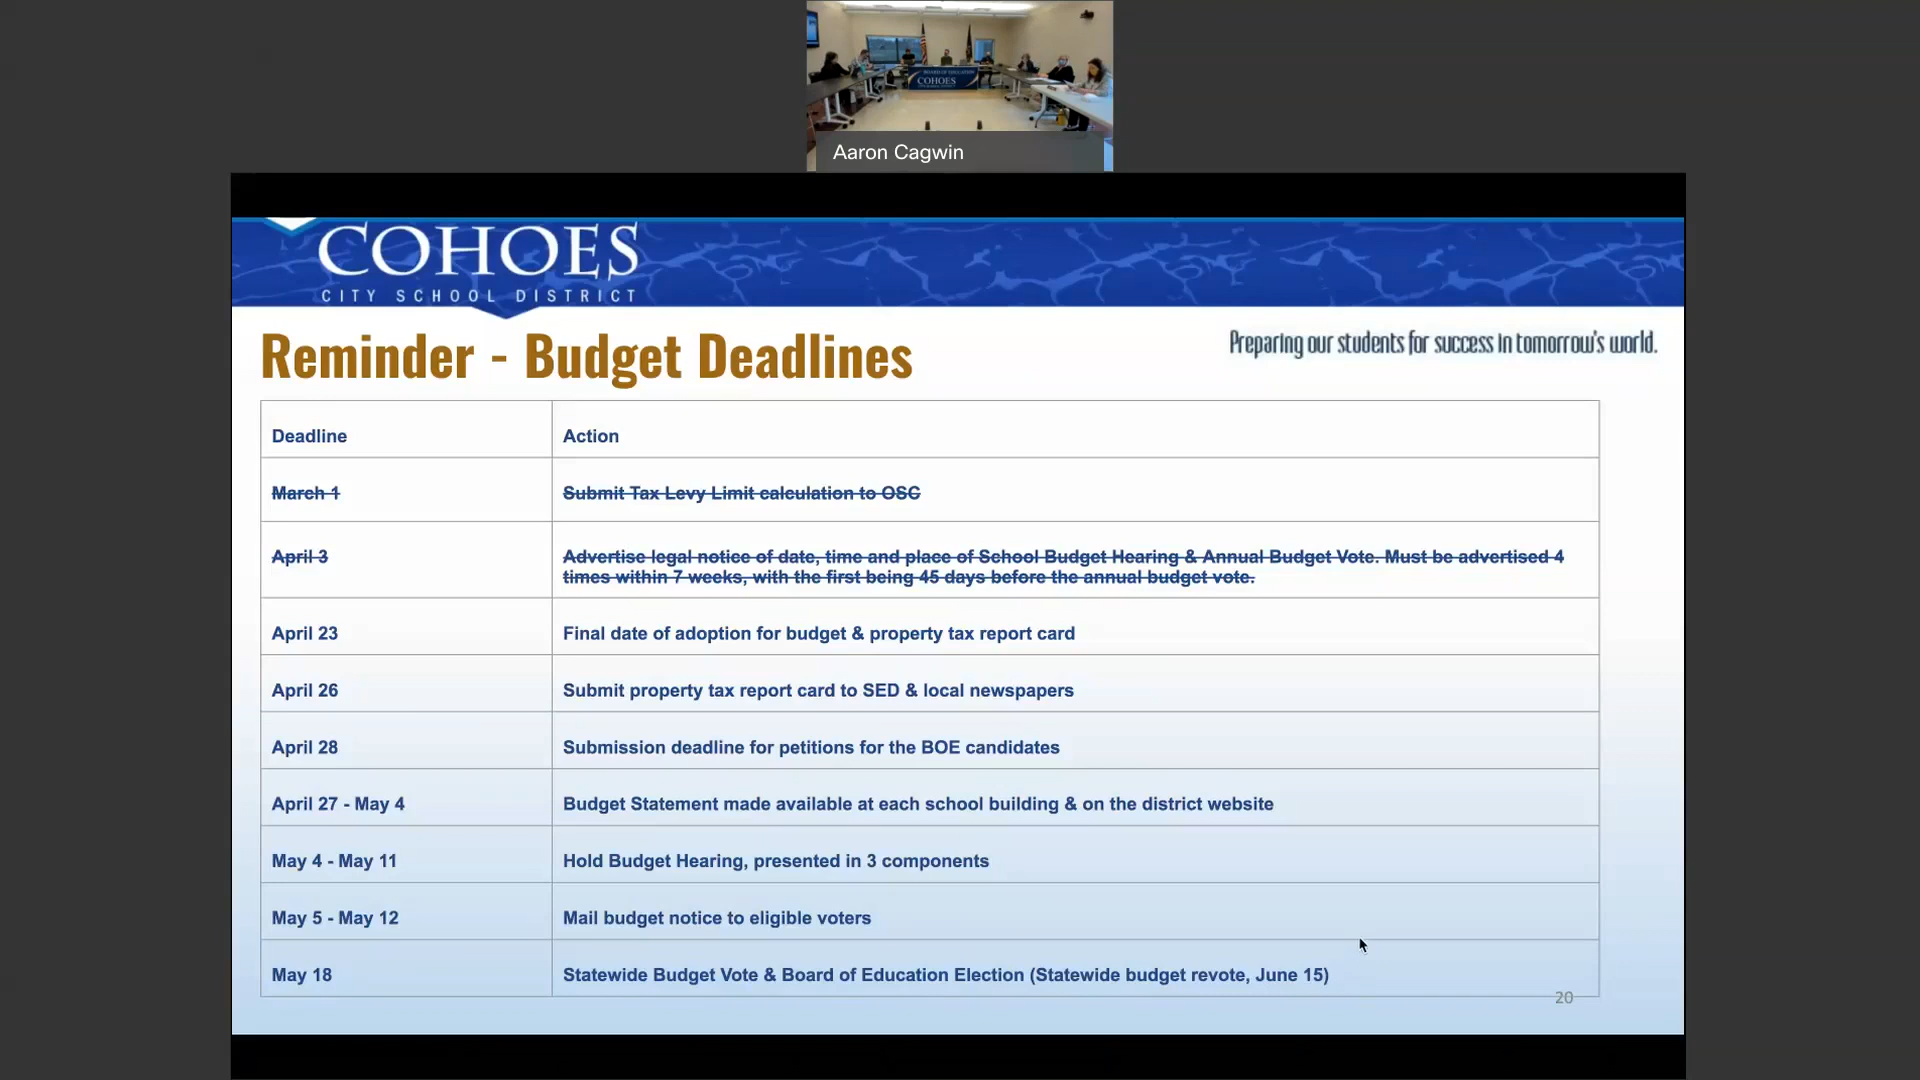 BOARD OF EDUCATION
COHOES
Aaron Cagwin
COHOES
CITY SCHOOL DISTRICT
Reminder - Budget Deadlines
Preparing our students for success in tomorrow's world.
Deadline Action
March 1 Submit Tax Levy Limit calculation to OSC
April 3 Advertise legal notice of date, time and place of School Budget Hearing & Annual Budget Vote. Must be advertised 4
times within 7 weeks, with the first being 45 days before the annual budget vote.
April 23 Final date of adoption for budget & property tax report card
April 26 Submit property tax report card to SED & local newspapers
April 28 Submission deadline for petitions for the BOE candidates
April 27 - May 4 Budget Statement made available at each school building & on the district website
May 4 - May 11 Hold Budget Hearing, presented in 3 components
May 5 - May 12 Mail budget notice to eligible voters
May 18 Statewide Budget Vote & Board of Education Election (Statewide budget revote, June 15)
20